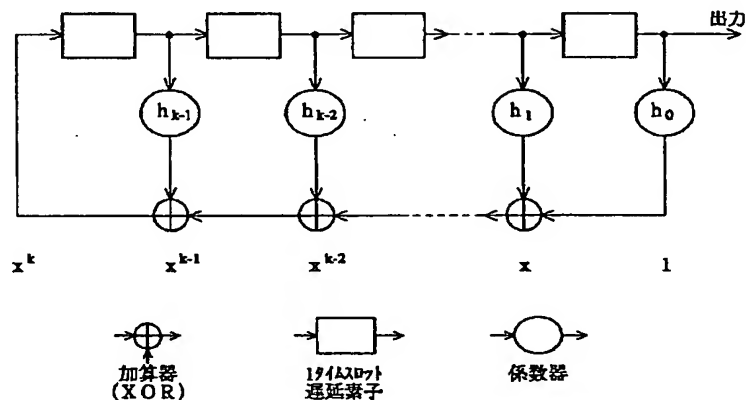 出力
h_{k-1} h_{k-2} h_1 h_0
x^k x^{k-1} x^{k-2} x 1
加算器
(XOR)
1タイムスロット
遅延素子
係数器